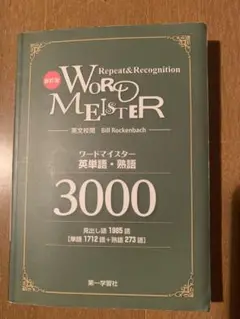 Repeat&Recognition
新訂版
WORD
MEISTER
英文校閲 Bill Rockenbach
ワードマイスター
英単語・熟語
3000
見出し語 1985 語
[単語 1712 語+熟語 273 語]
第一学習社